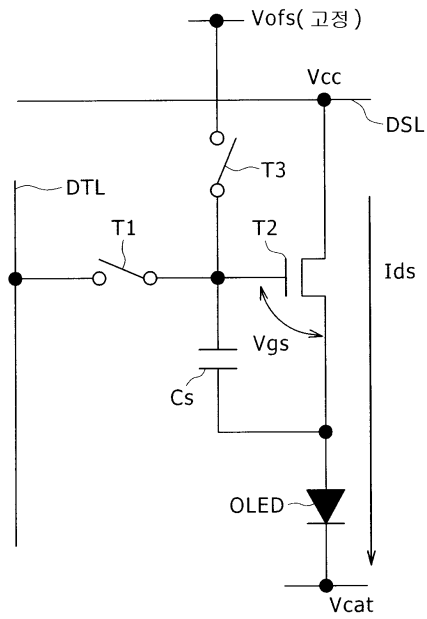 Vofs(고정)
Vcc
DSL
DTL
T3
T1
T2
Ids
Vgs
Cs
OLED
Vcat